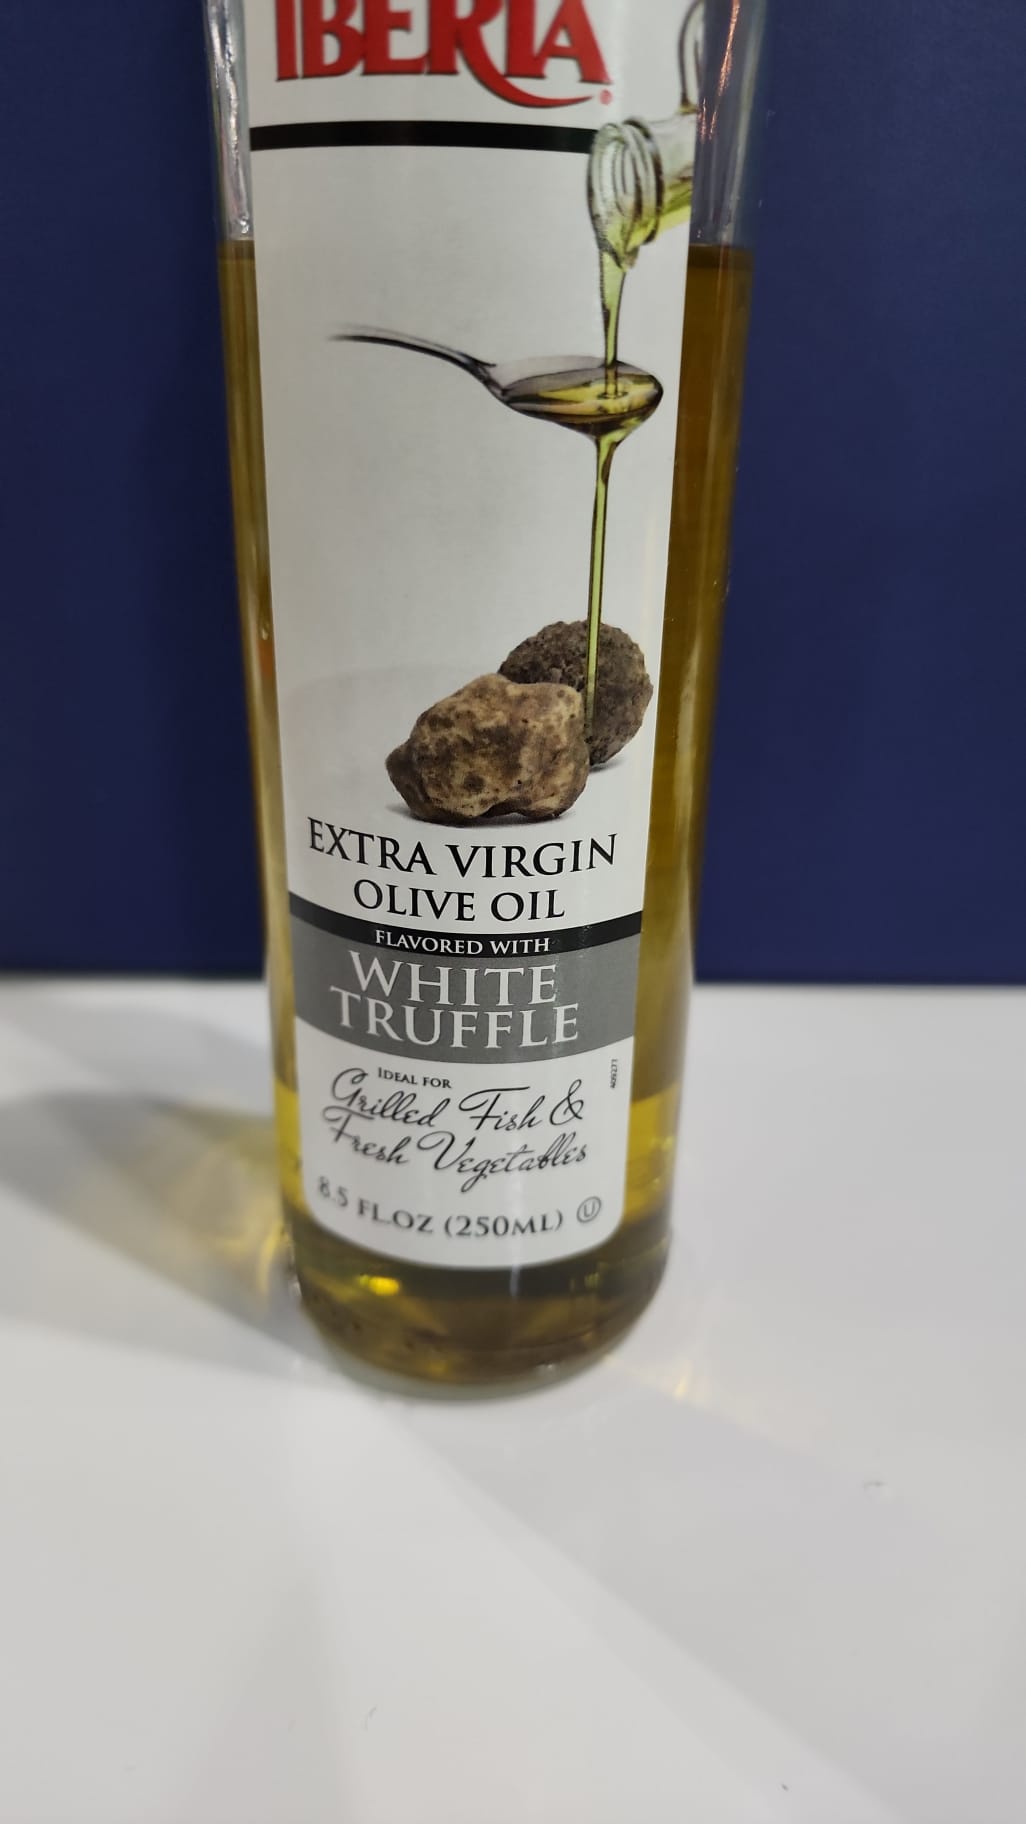 IBERIA®
EXTRA VIRGIN
OLIVE OIL
FLAVORED WITH
WHITE
TRUFFLE
IDEAL FOR
Grilled Fish &
Fresh Vegetables
8.5 FL.OZ (250ML) Ⓤ
409277